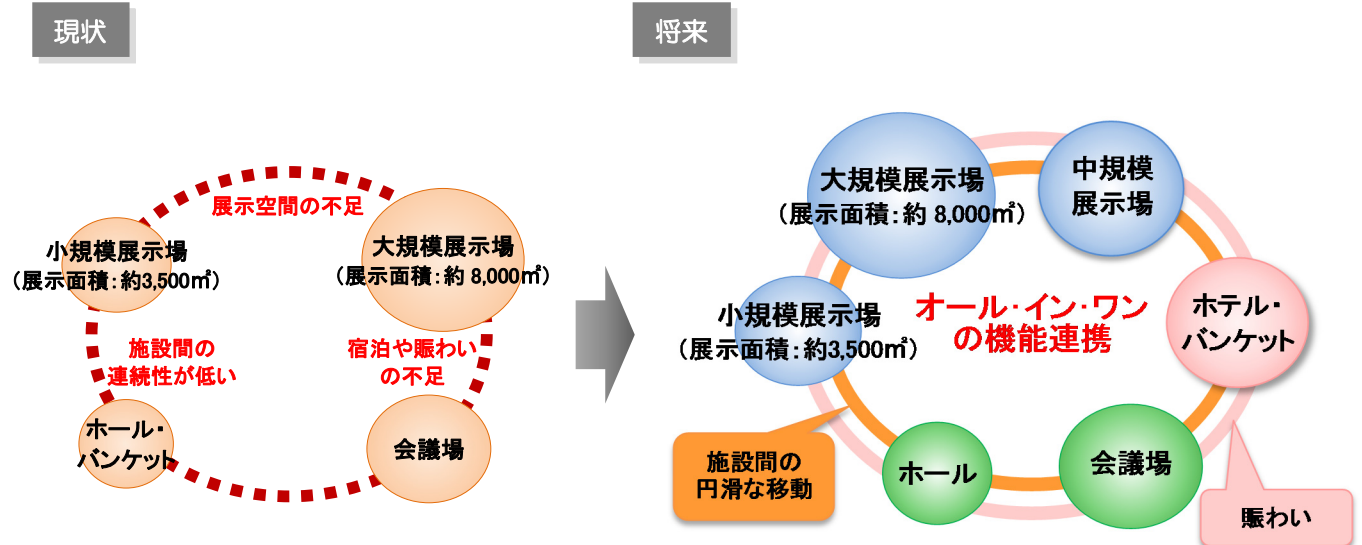 現状
展示空間の不足
小規模展示場
（展示面積：約3,500㎡）
大規模展示場
（展示面積：約 8,000㎡）
施設間の
連続性が低い
宿泊や賑わい
の不足
ホール・
バンケット
会議場
将来
大規模展示場
（展示面積：約 8,000㎡）
中規模
展示場
小規模展示場
（展示面積：約3,500㎡）
オール・イン・ワン
の機能連携
ホテル・
バンケット
施設間の
円滑な移動
ホール
会議場
賑わい